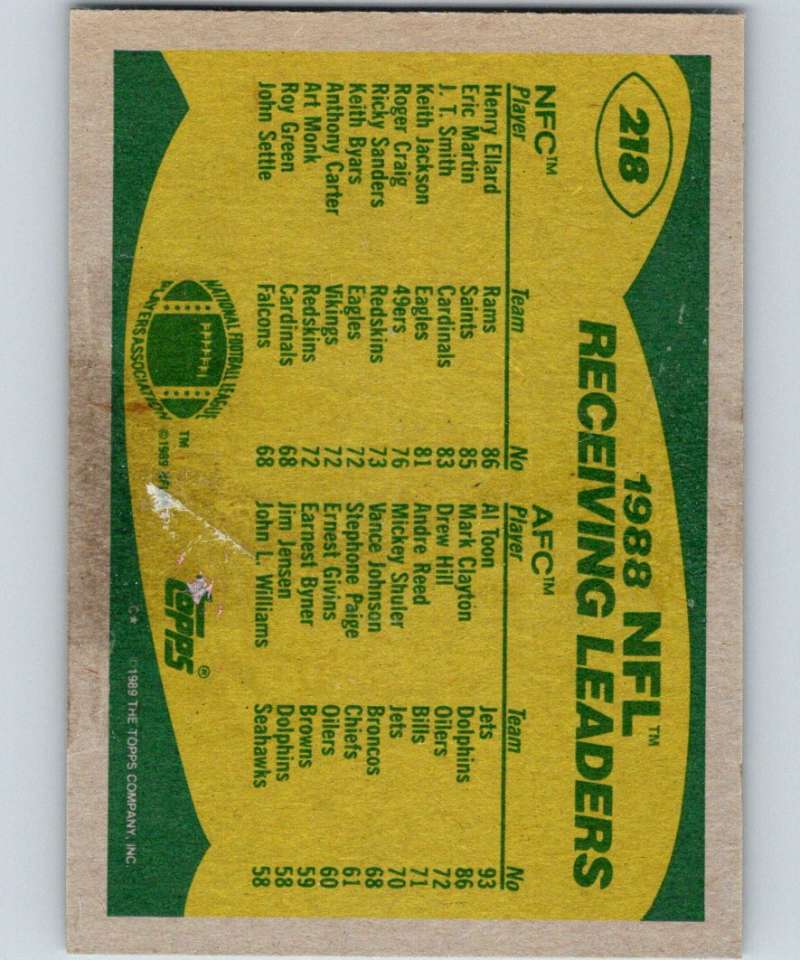 218
1988 NFL™
RECEIVING LEADERS
NFC™
Player Team No
Henry Ellard Rams 86
Eric Martin Saints 85
J. T. Smith Cardinals 83
Keith Jackson Eagles 81
Roger Craig 49ers 76
Ricky Sanders Redskins 73
Keith Byars Eagles 72
Anthony Carter Vikings 72
Art Monk Redskins 72
Roy Green Cardinals 68
John Settle Falcons 68
AFC™
Player Team No
Al Toon Jets 93
Mark Clayton Dolphins 86
Drew Hill Oilers 72
Andre Reed Bills 71
Mickey Shuler Jets 70
Vance Johnson Broncos 68
Stephone Paige Chiefs 61
Ernest Givins Oilers 60
Earnest Byner Browns 59
Jim Jensen Dolphins 58
John L. Williams Seahawks 58
NATIONAL FOOTBALL LEAGUE
PLAYERS ASSOCIATION
™ ©1989
topps®
C*
©1989 THE TOPPS COMPANY, INC.